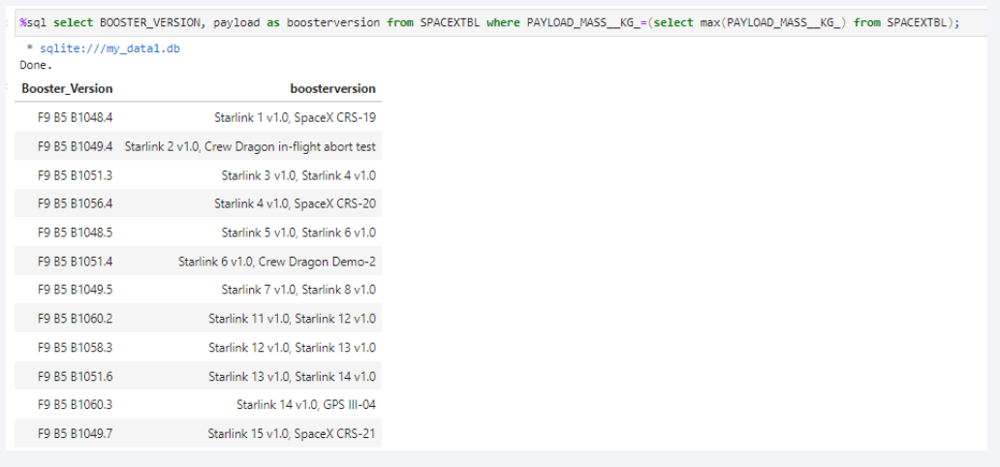 %sql select BOOSTER_VERSION, payload as boosterversion from SPACEXTBL where PAYLOAD_MASS__KG_=(select max(PAYLOAD_MASS__KG_) from SPACEXTBL);
* sqlite:///my_data1.db
Done.
Booster_Version boosterversion
F9 B5 B1048.4 Starlink 1 v1.0, SpaceX CRS-19
F9 B5 B1049.4 Starlink 2 v1.0, Crew Dragon in-flight abort test
F9 B5 B1051.3 Starlink 3 v1.0, Starlink 4 v1.0
F9 B5 B1056.4 Starlink 4 v1.0, SpaceX CRS-20
F9 B5 B1048.5 Starlink 5 v1.0, Starlink 6 v1.0
F9 B5 B1051.4 Starlink 6 v1.0, Crew Dragon Demo-2
F9 B5 B1049.5 Starlink 7 v1.0, Starlink 8 v1.0
F9 B5 B1060.2 Starlink 11 v1.0, Starlink 12 v1.0
F9 B5 B1058.3 Starlink 12 v1.0, Starlink 13 v1.0
F9 B5 B1051.6 Starlink 13 v1.0, Starlink 14 v1.0
F9 B5 B1060.3 Starlink 14 v1.0, GPS III-04
F9 B5 B1049.7 Starlink 15 v1.0, SpaceX CRS-21